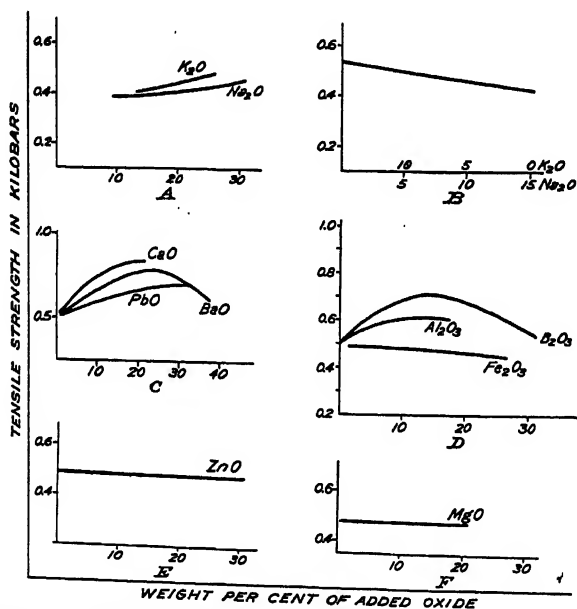 TENSILE STRENGTH IN KILOBARS
0.6
0.4
0.1
K₂O
Na₂O
10 20 30
A
0.6
0.4
0.1
10 5 0 K₂O
5 10 15 Na₂O
B
1.0
0.5
CaO
PbO
BaO
10 20 30 40
C
1.0
0.8
0.6
0.4
0.2
Al₂O₃
B₂O₃
Fe₂O₃
10 20 30
D
0.6
0.4
ZnO
10 20 30
E
0.6
0.4
MgO
10 20 30
F
WEIGHT PER CENT OF ADDED OXIDE